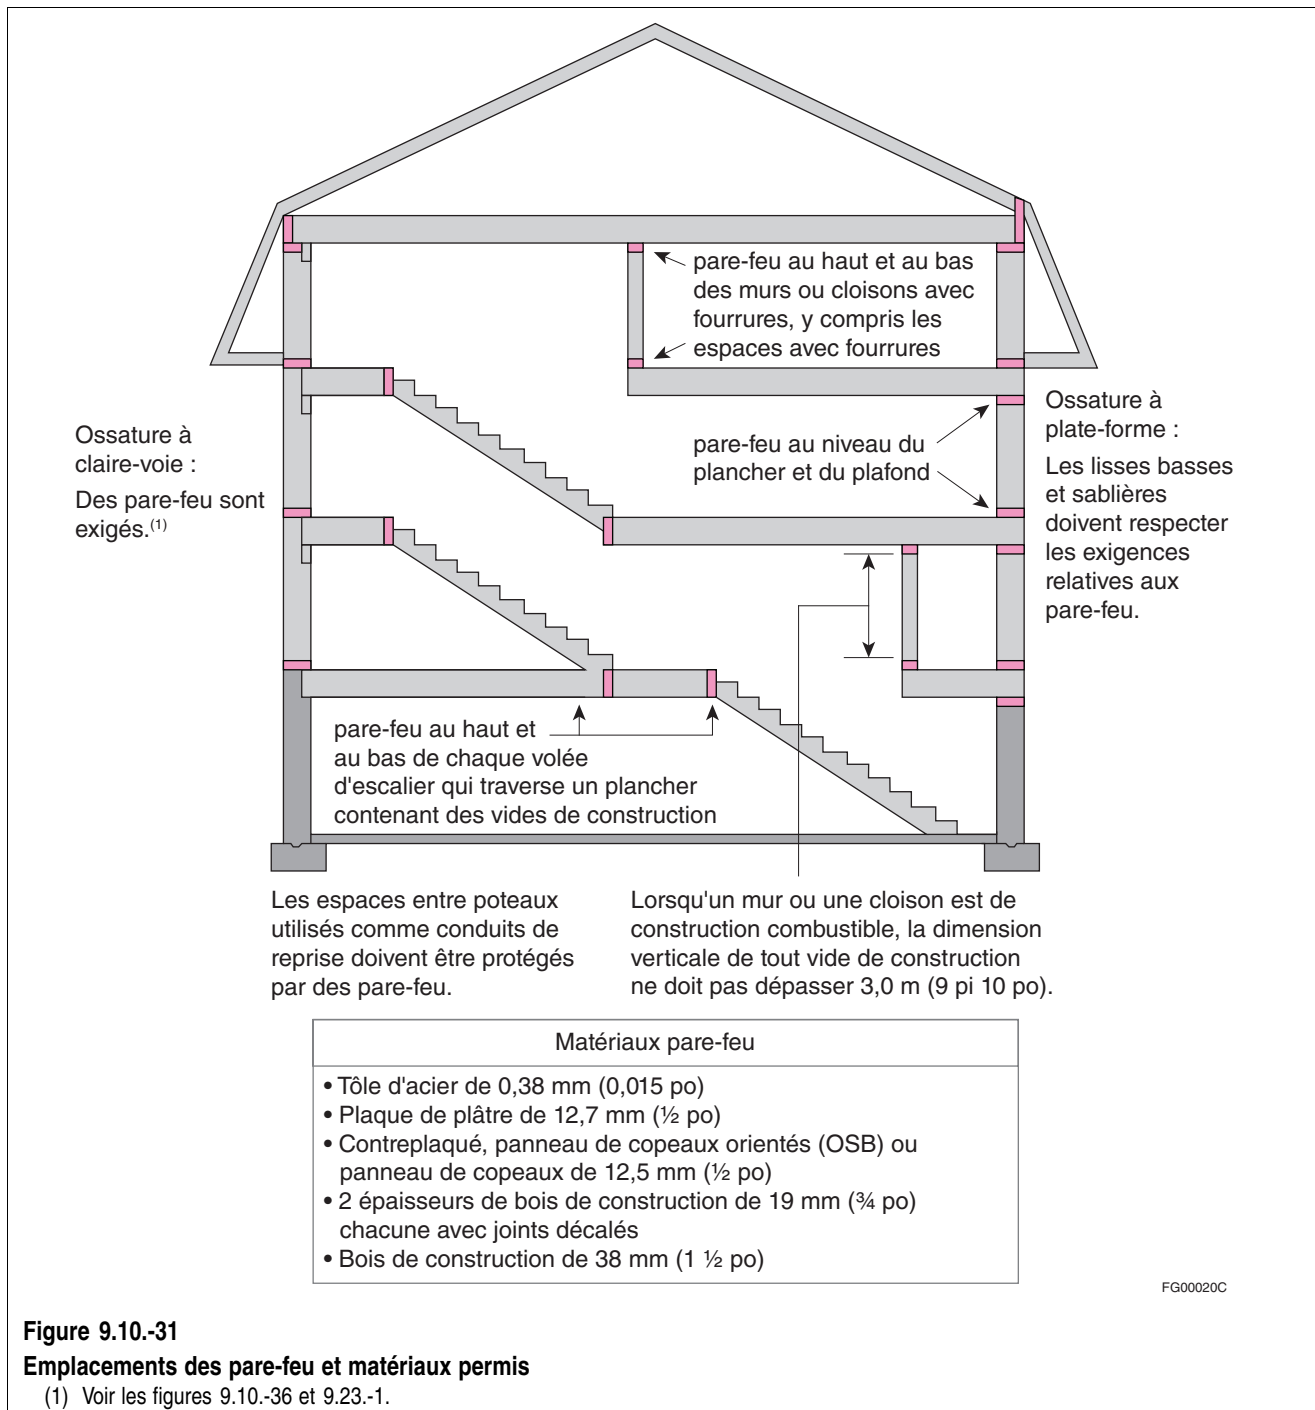 pare-feu au haut et au bas
des murs ou cloisons avec
fourrures, y compris les
espaces avec fourrures
Ossature à
claire-voie :
Des pare-feu sont
exigés.(1)
pare-feu au niveau du
plancher et du plafond
Ossature à
plate-forme :
Les lisses basses
et sablières
doivent respecter
les exigences
relatives aux
pare-feu.
pare-feu au haut et
au bas de chaque volée
d'escalier qui traverse un plancher
contenant des vides de construction
Les espaces entre poteaux
utilisés comme conduits de
reprise doivent être protégés
par des pare-feu.
Lorsqu'un mur ou une cloison est de
construction combustible, la dimension
verticale de tout vide de construction
ne doit pas dépasser 3,0 m (9 pi 10 po).
Matériaux pare-feu
• Tôle d'acier de 0,38 mm (0,015 po)
• Plaque de plâtre de 12,7 mm (½ po)
• Contreplaqué, panneau de copeaux orientés (OSB) ou
panneau de copeaux de 12,5 mm (½ po)
• 2 épaisseurs de bois de construction de 19 mm (¾ po)
chacune avec joints décalés
• Bois de construction de 38 mm (1 ½ po)
FG00020C
Figure 9.10.-31
Emplacements des pare-feu et matériaux permis
(1) Voir les figures 9.10.-36 et 9.23.-1.